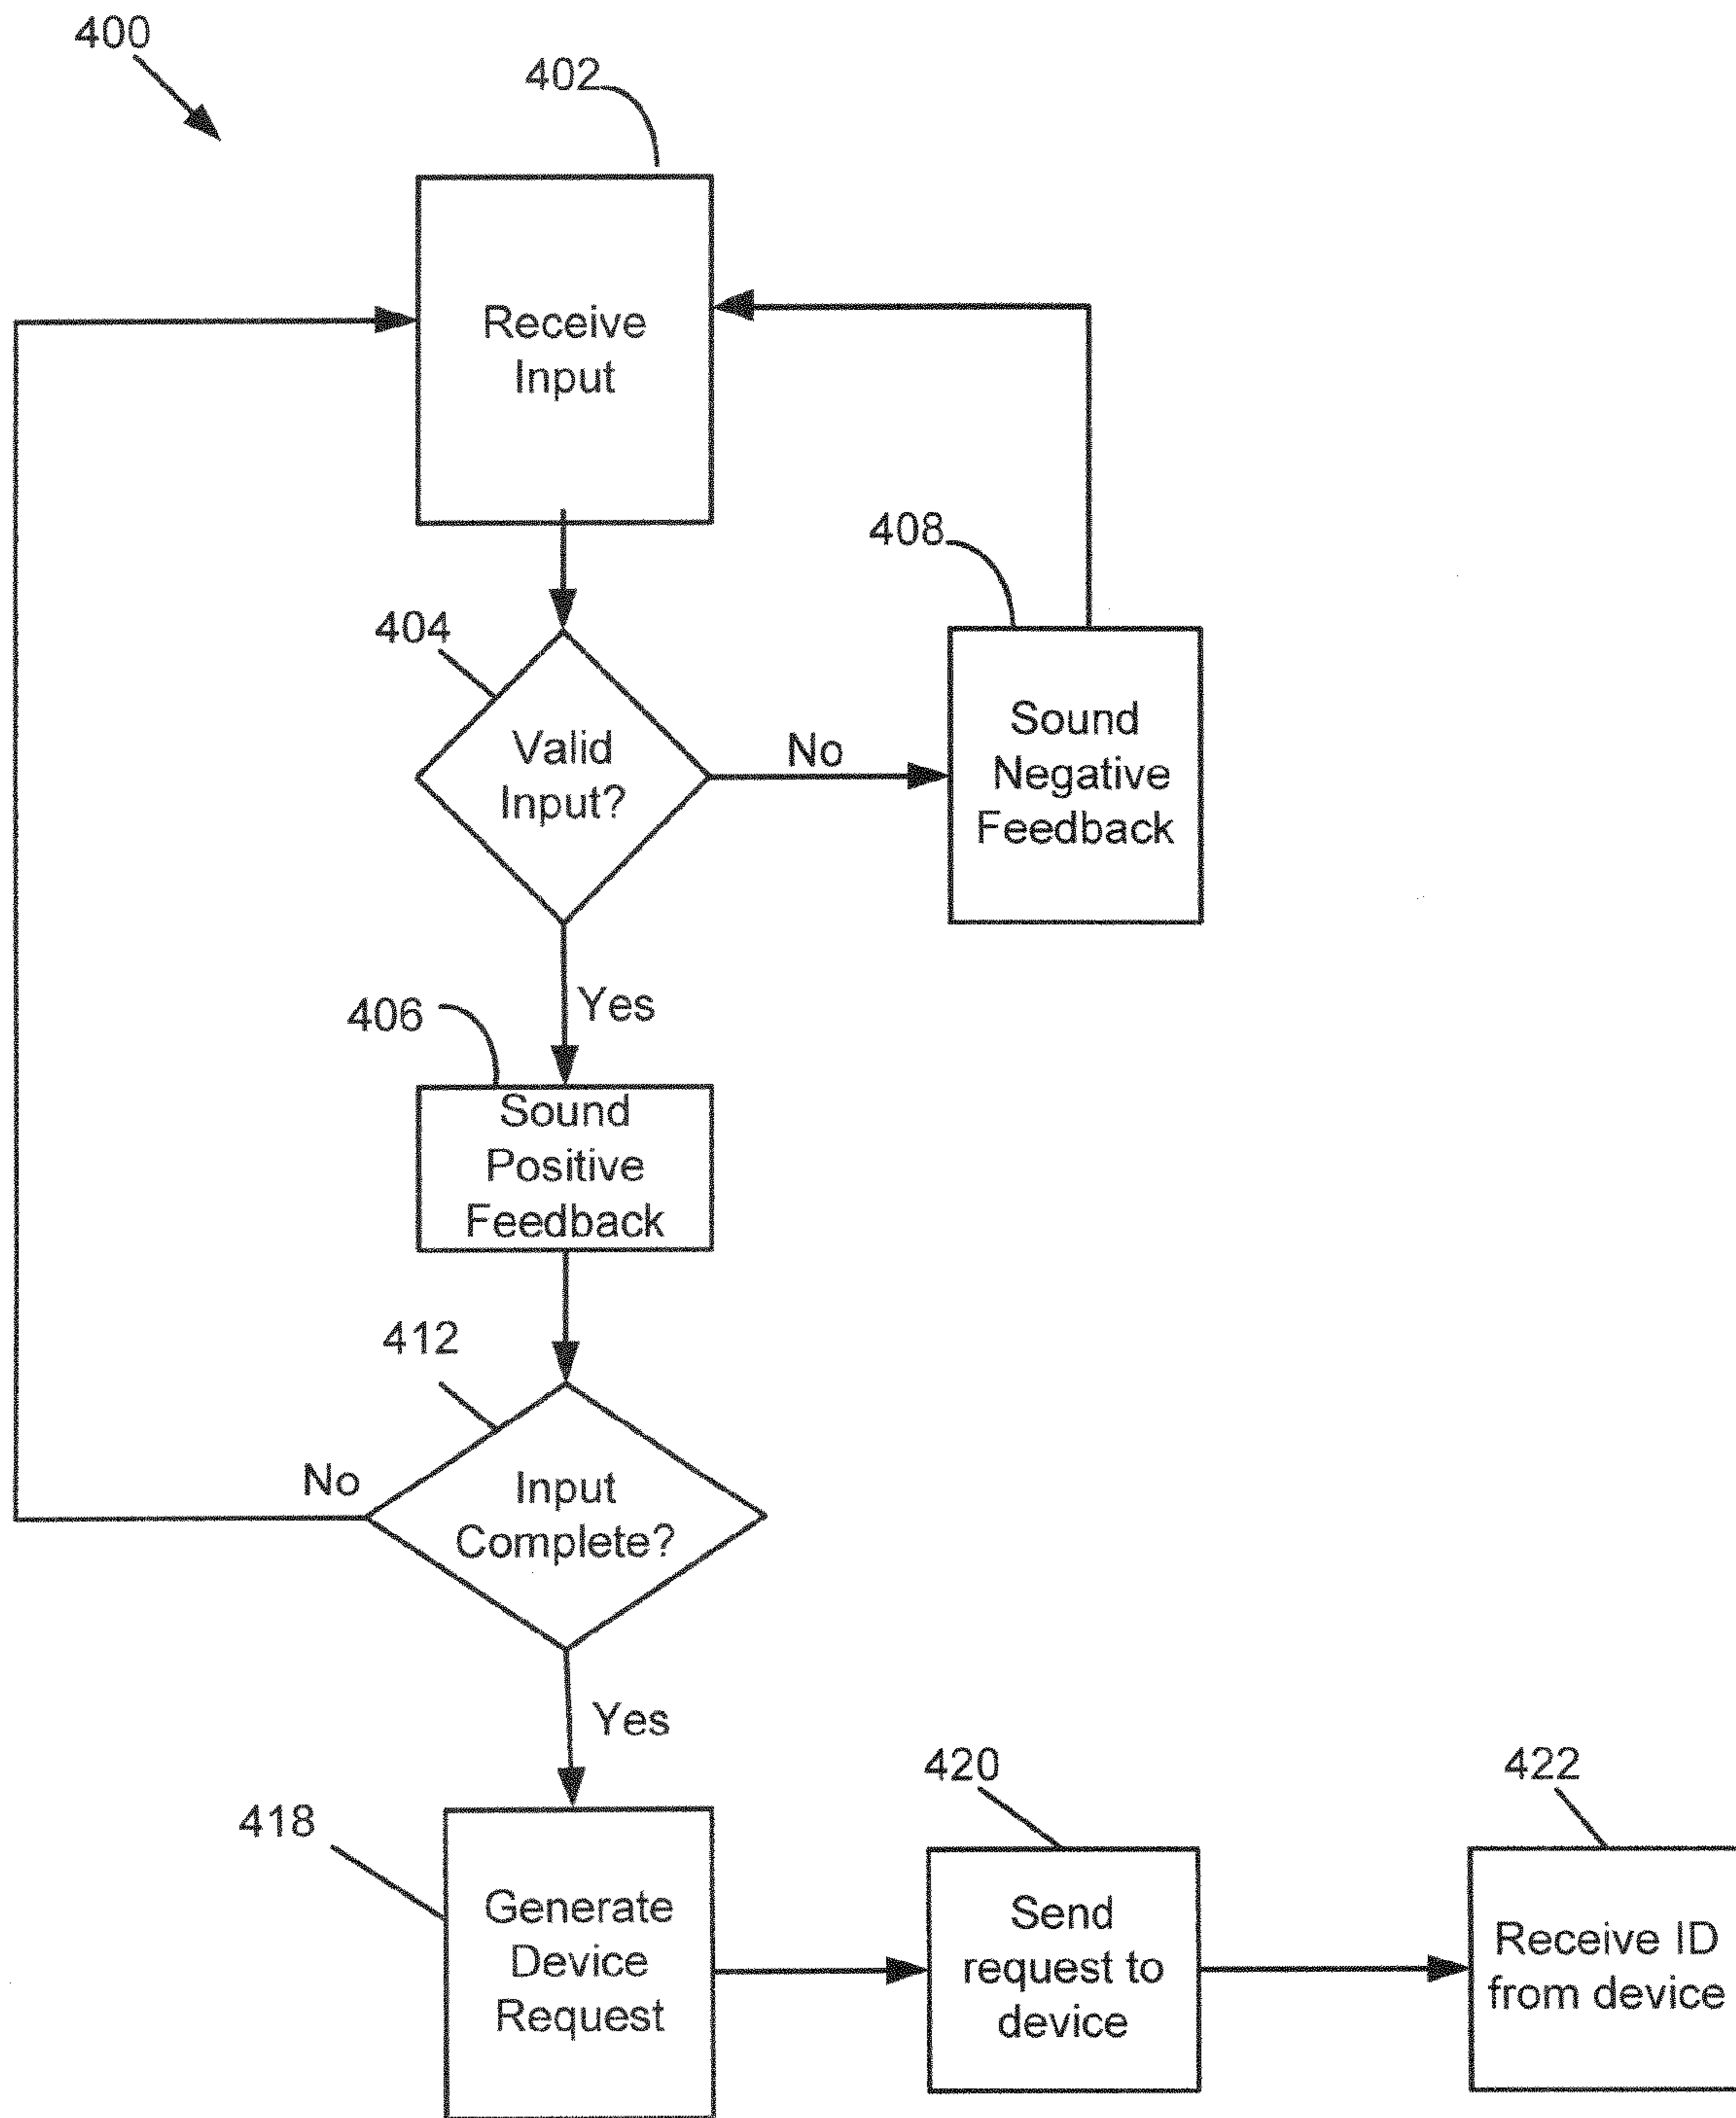 400
402
Receive
Input
404
Valid
Input?
No
408
Sound
Negative
Feedback
Yes
406
Sound
Positive
Feedback
412
Input
Complete?
No
Yes
418
Generate
Device
Request
420
Send
request to
device
422
Receive ID
from device